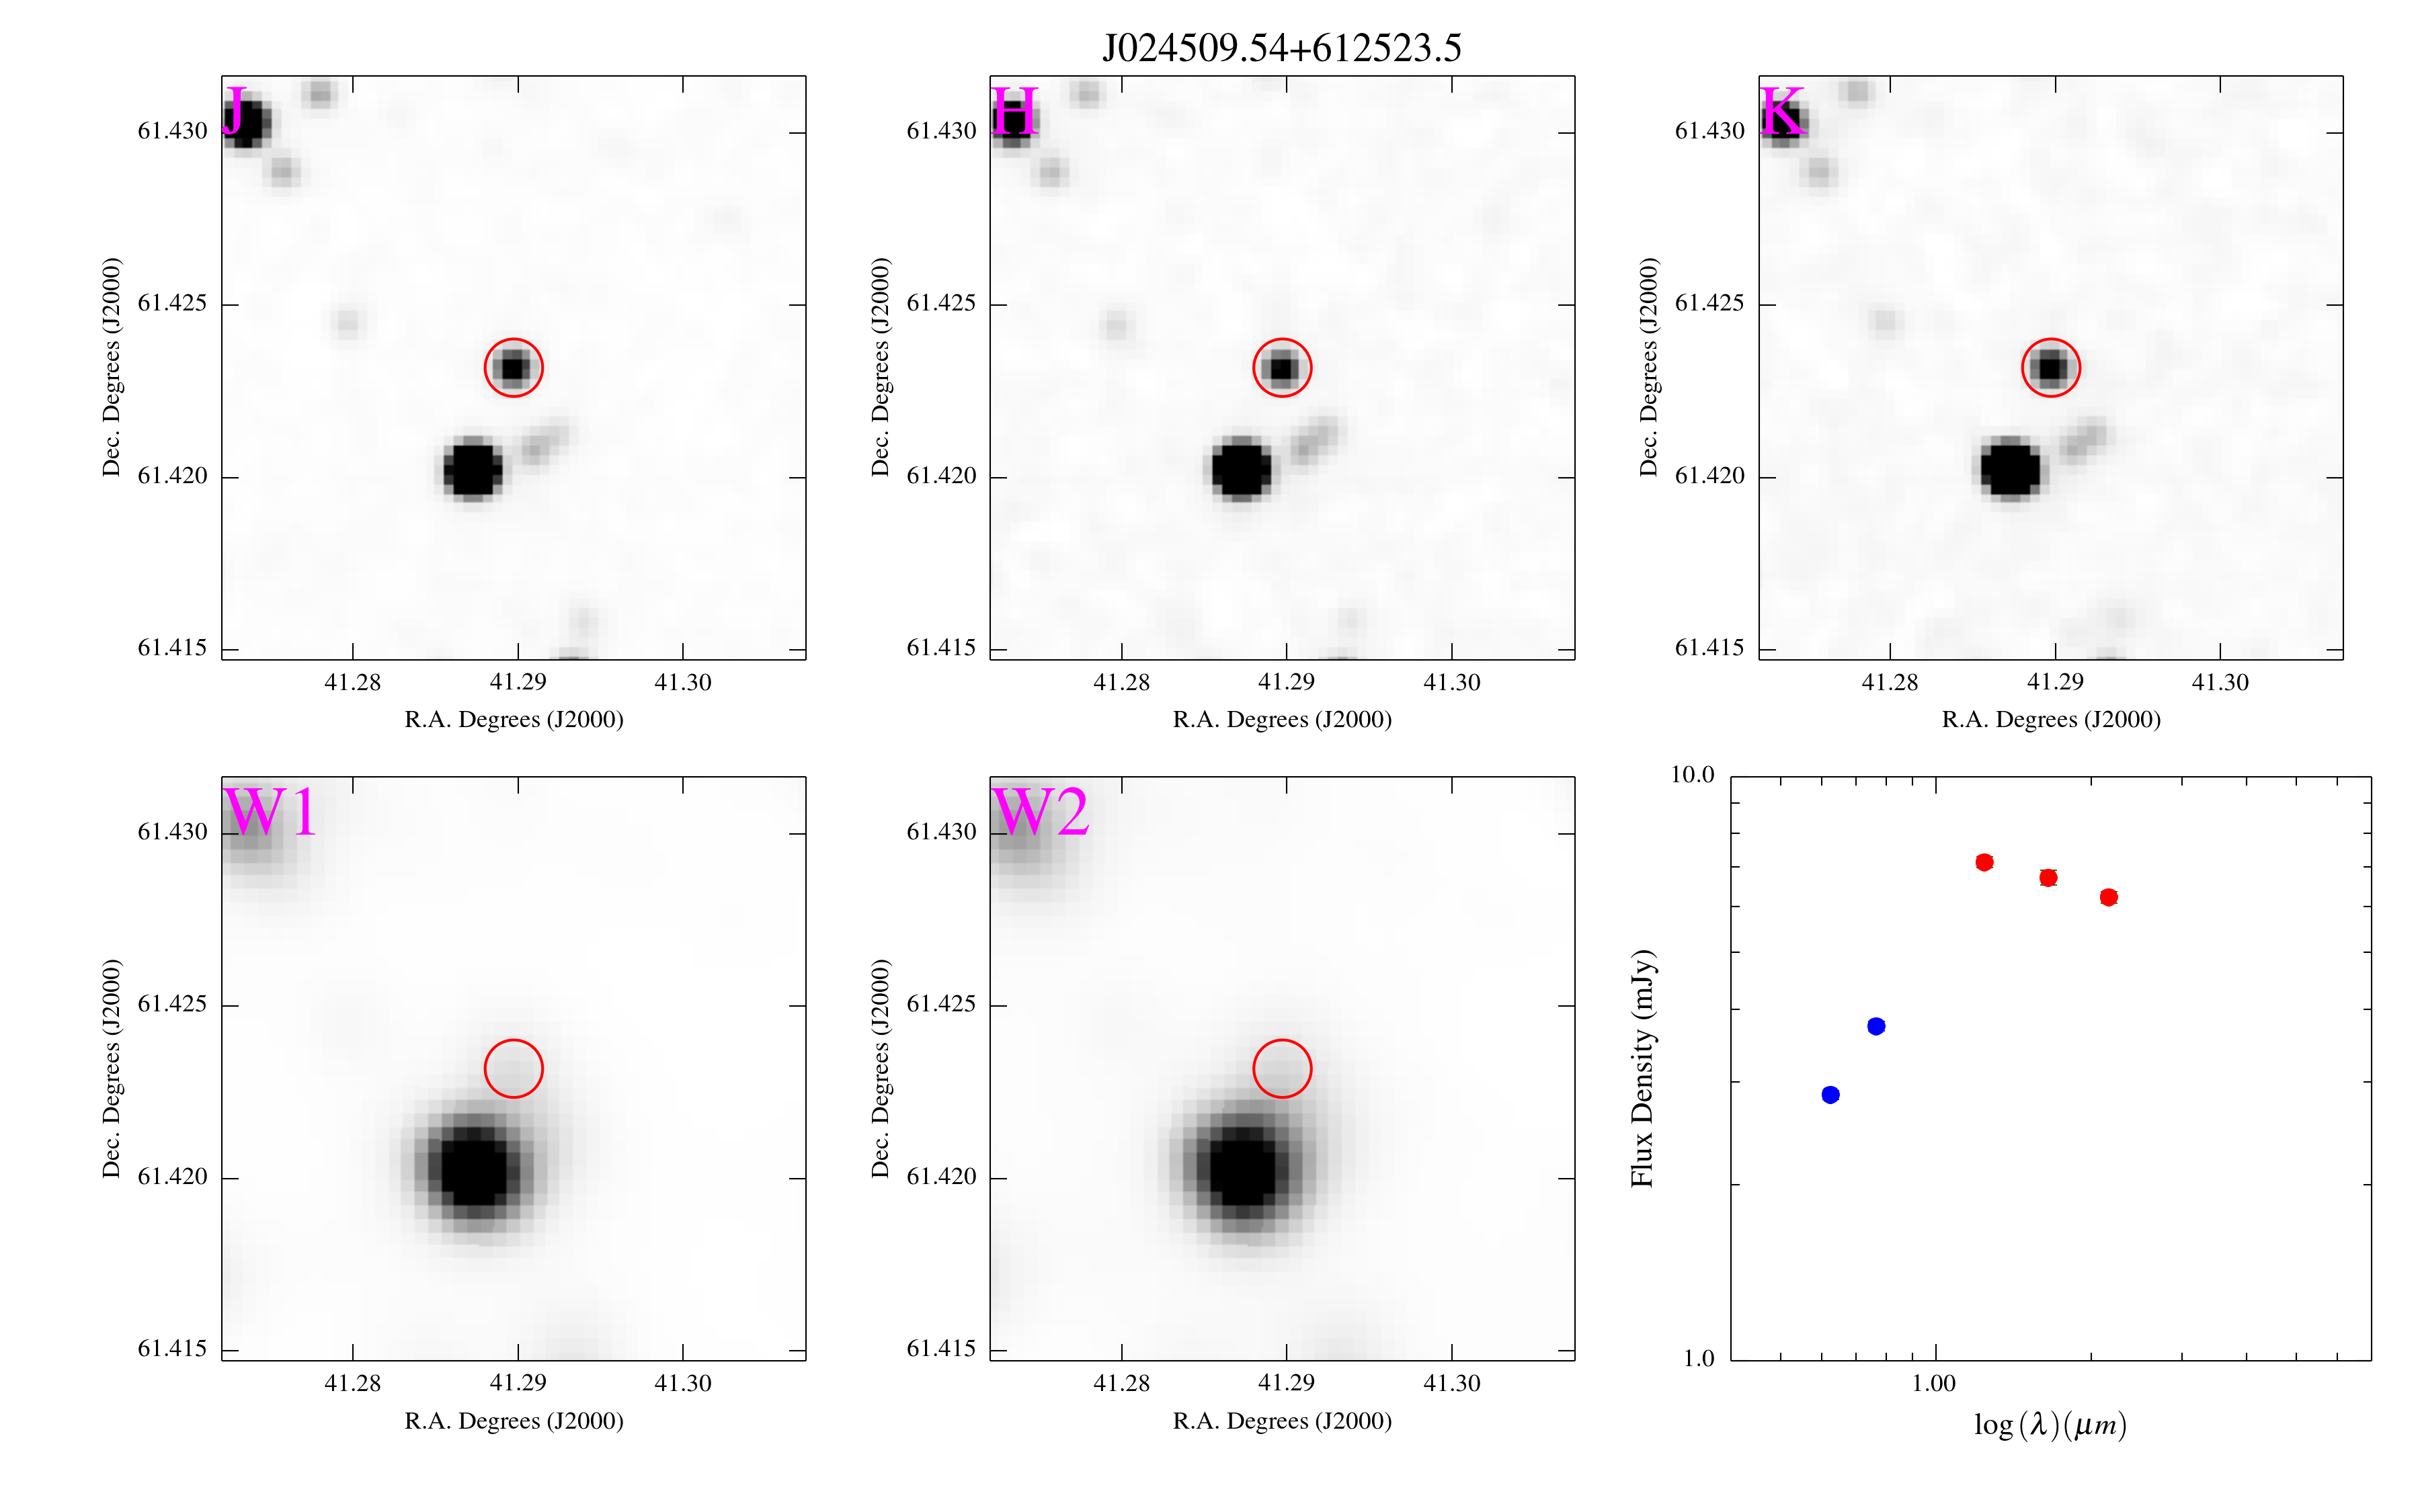 J024509.54+612523.5
J
61.430
61.425
61.420
61.415
Dec. Degrees (J2000)
41.28 41.29 41.30
R.A. Degrees (J2000)
H
61.430
61.425
61.420
61.415
Dec. Degrees (J2000)
41.28 41.29 41.30
R.A. Degrees (J2000)
K
61.430
61.425
61.420
61.415
Dec. Degrees (J2000)
41.28 41.29 41.30
R.A. Degrees (J2000)
W1
61.430
61.425
61.420
61.415
Dec. Degrees (J2000)
41.28 41.29 41.30
R.A. Degrees (J2000)
W2
61.430
61.425
61.420
61.415
Dec. Degrees (J2000)
41.28 41.29 41.30
R.A. Degrees (J2000)
10.0
1.0
Flux Density (mJy)
1.00
log(λ)(μm)